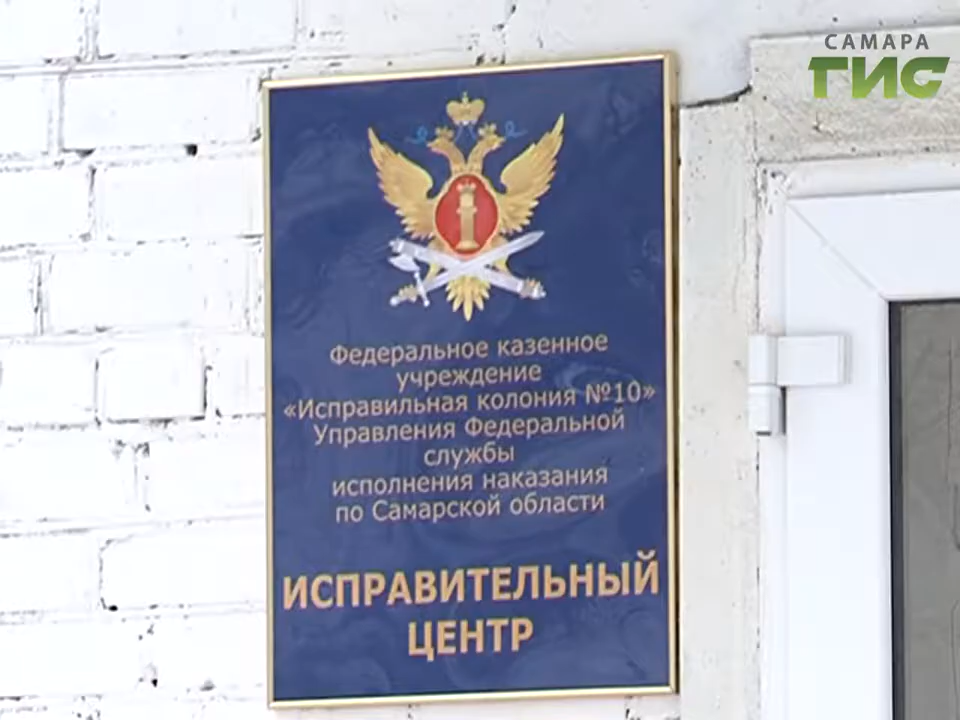 САМАРА
ГИС
Федеральное казенное
учреждение
«Исправильная колония №10»
Управления Федеральной
службы
исполнения наказания
по Самарской области
ИСПРАВИТЕЛЬНЫЙ
ЦЕНТР